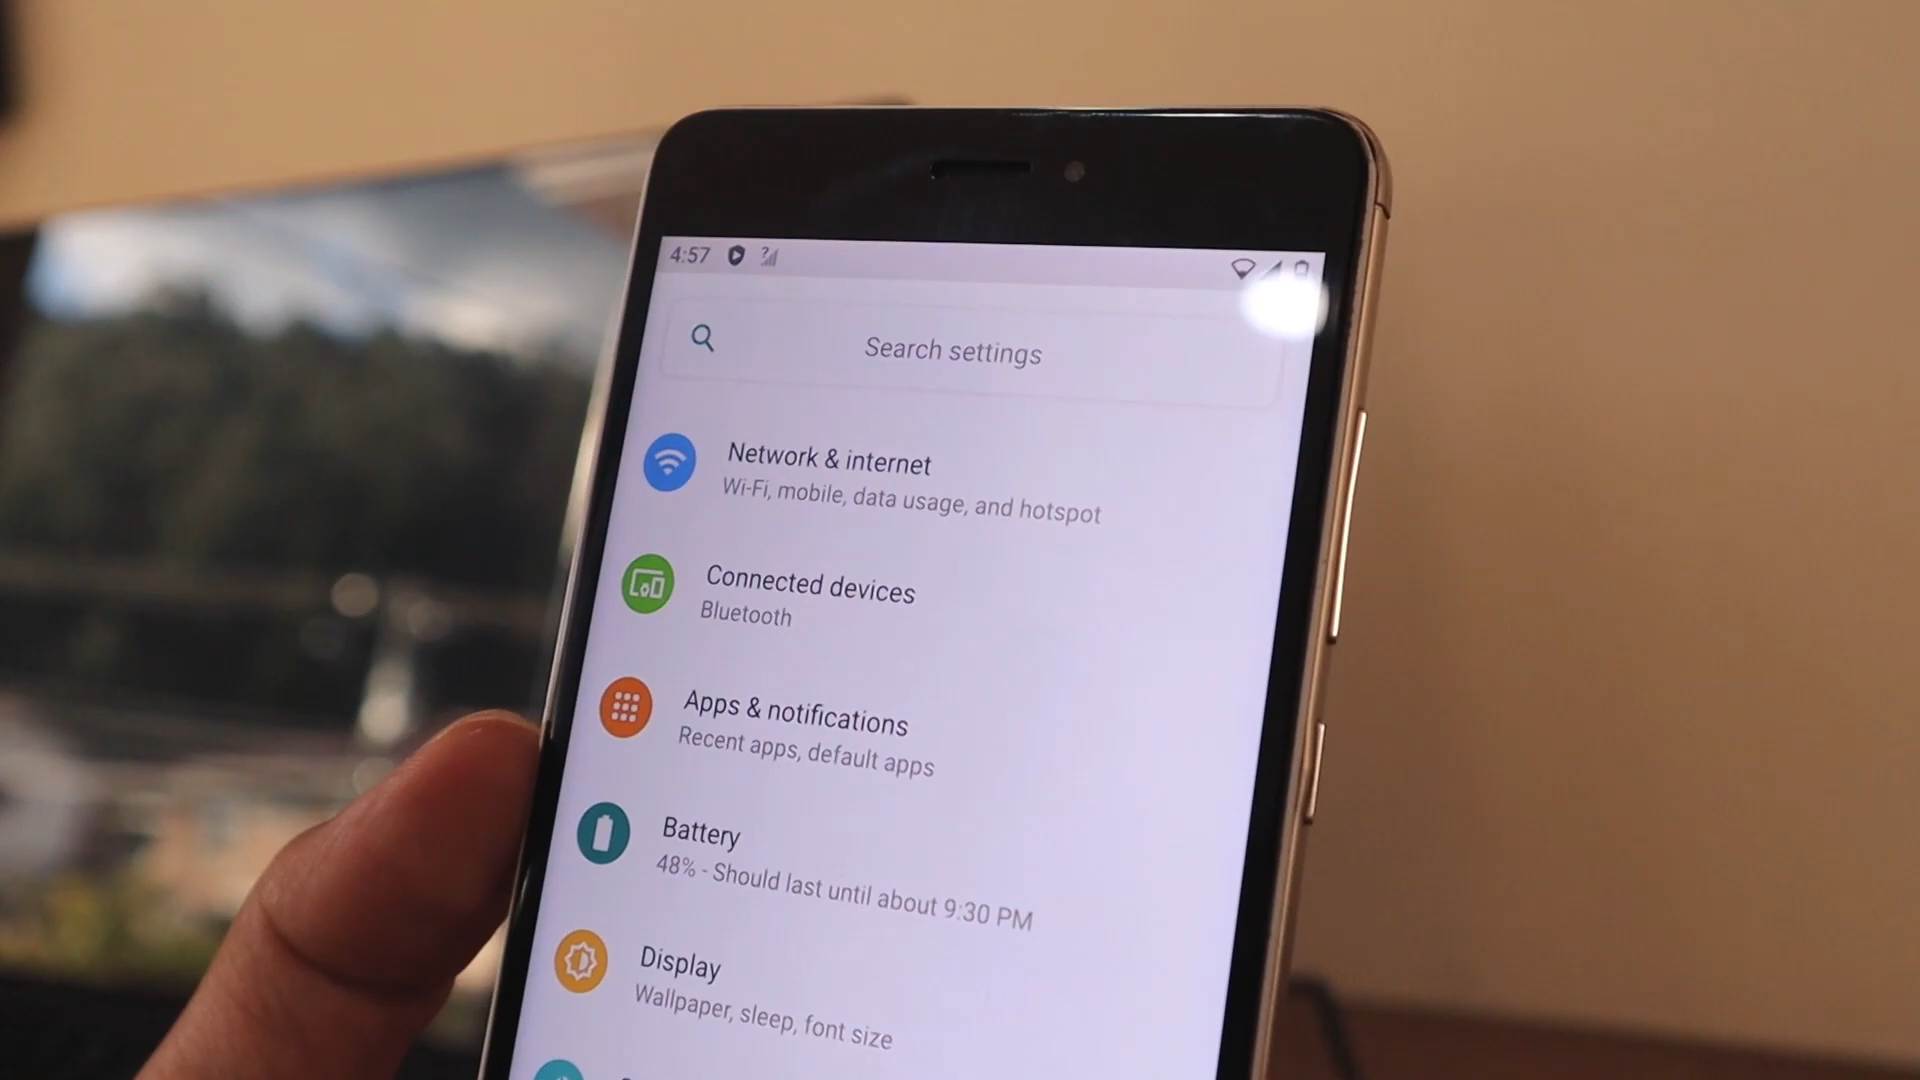 4:57
Search settings
Network & internet
Wi-Fi, mobile, data usage, and hotspot
Connected devices
Bluetooth
Apps & notifications
Recent apps, default apps
Battery
48% - Should last until about 9:30 PM
Display
Wallpaper, sleep, font size